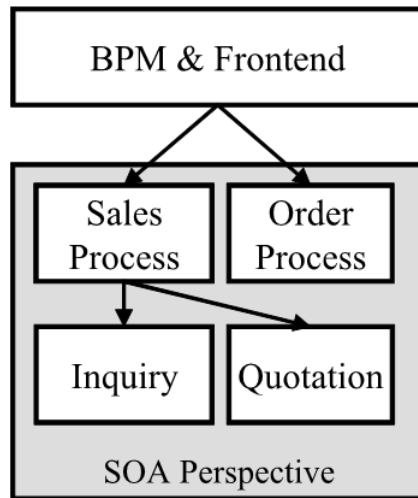 BPM & Frontend
Sales
Process
Order
Process
Inquiry
Quotation
SOA Perspective